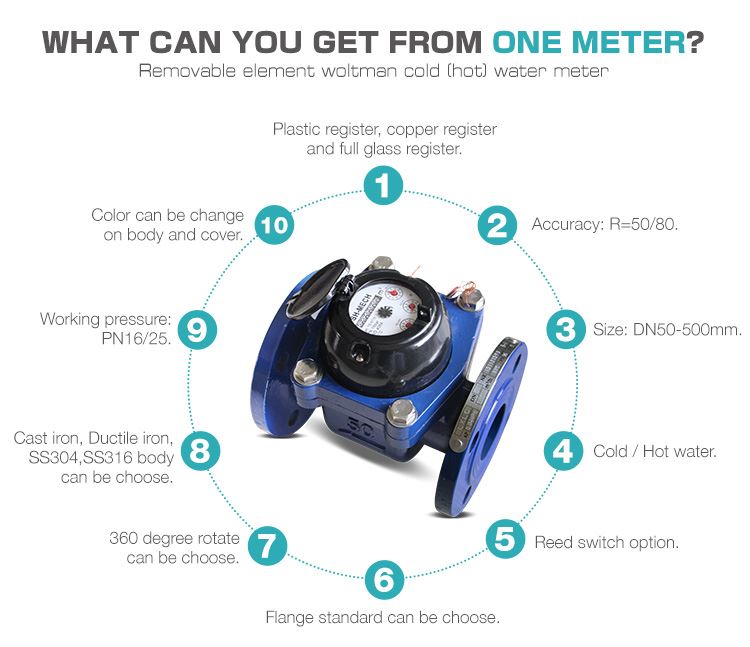 WHAT CAN YOU GET FROM ONE METER?
Removable element woltman cold (hot) water meter
1
Plastic register, copper register
and full glass register.
2
Accuracy: R=50/80.
3
Size: DN50-500mm.
4
Cold / Hot water.
5
Reed switch option.
6
Flange standard can be choose.
7
360 degree rotate
can be choose.
8
Cast iron, Ductile iron,
SS304,SS316 body
can be choose.
9
Working pressure:
PN16/25.
10
Color can be change
on body and cover.
SH-MECH
m³
50